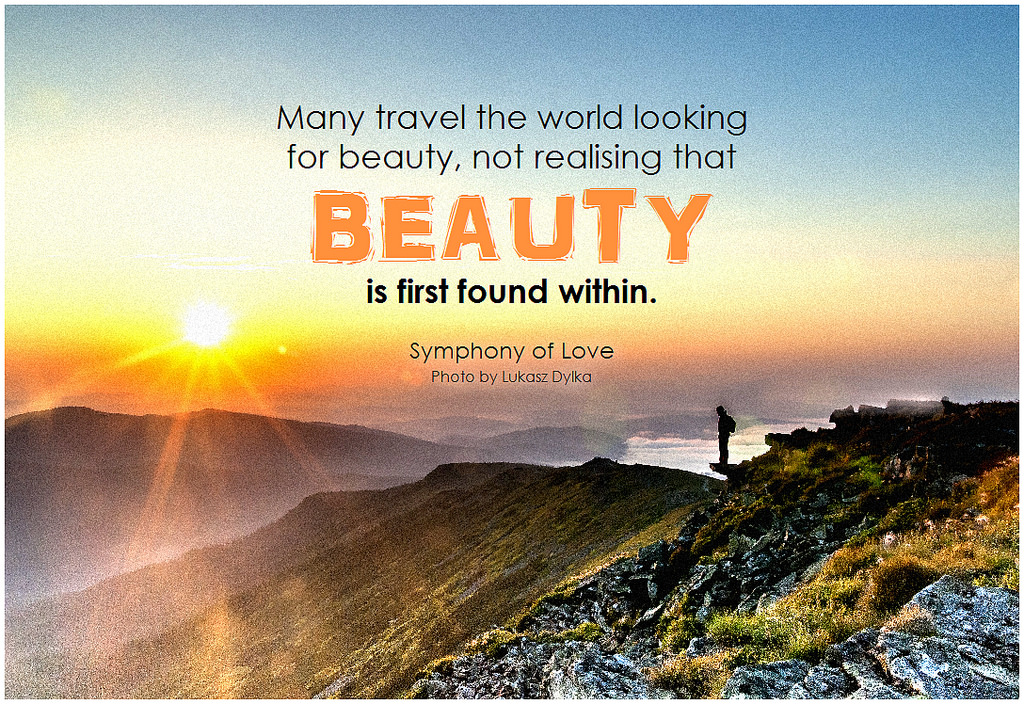 Many travel the world looking
for beauty, not realising that
BEAUTY
is first found within.
Symphony of Love
Photo by Lukasz Dylka